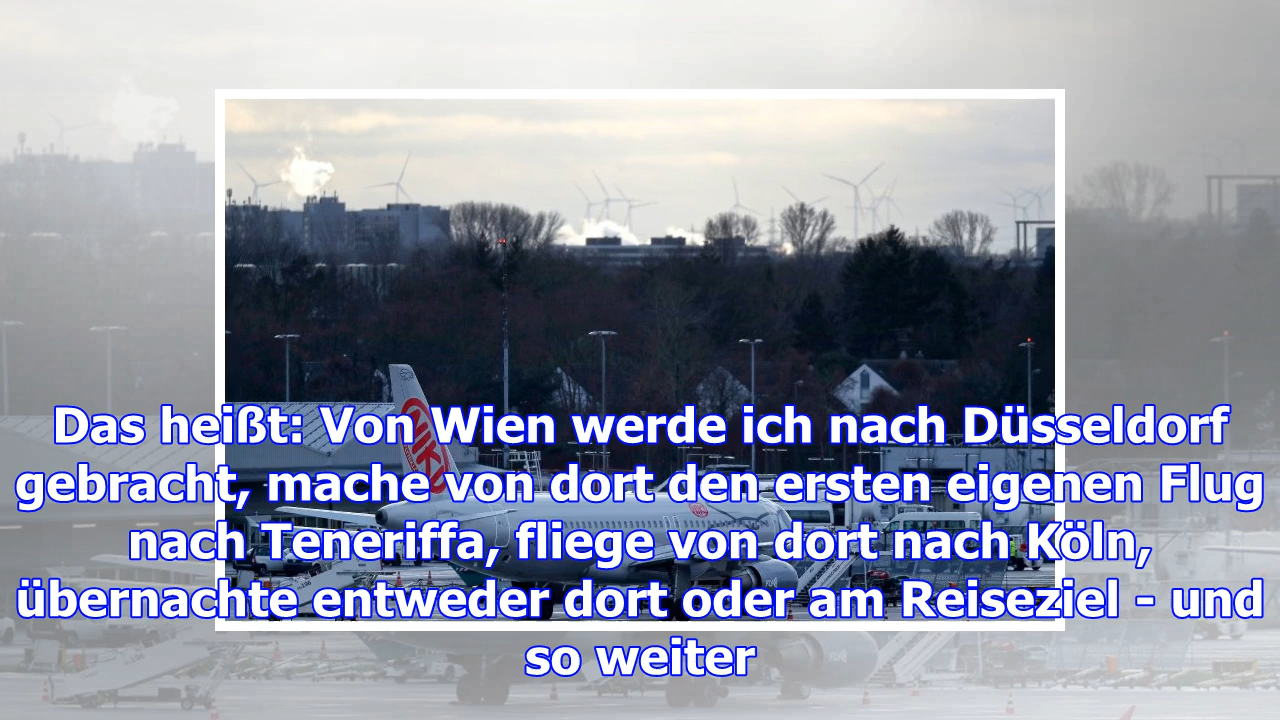 Das heißt: Von Wien werde ich nach Düsseldorf
gebracht, mache von dort den ersten eigenen Flug
nach Teneriffa, fliege von dort nach Köln,
übernachte entweder dort oder am Reiseziel - und
so weiter